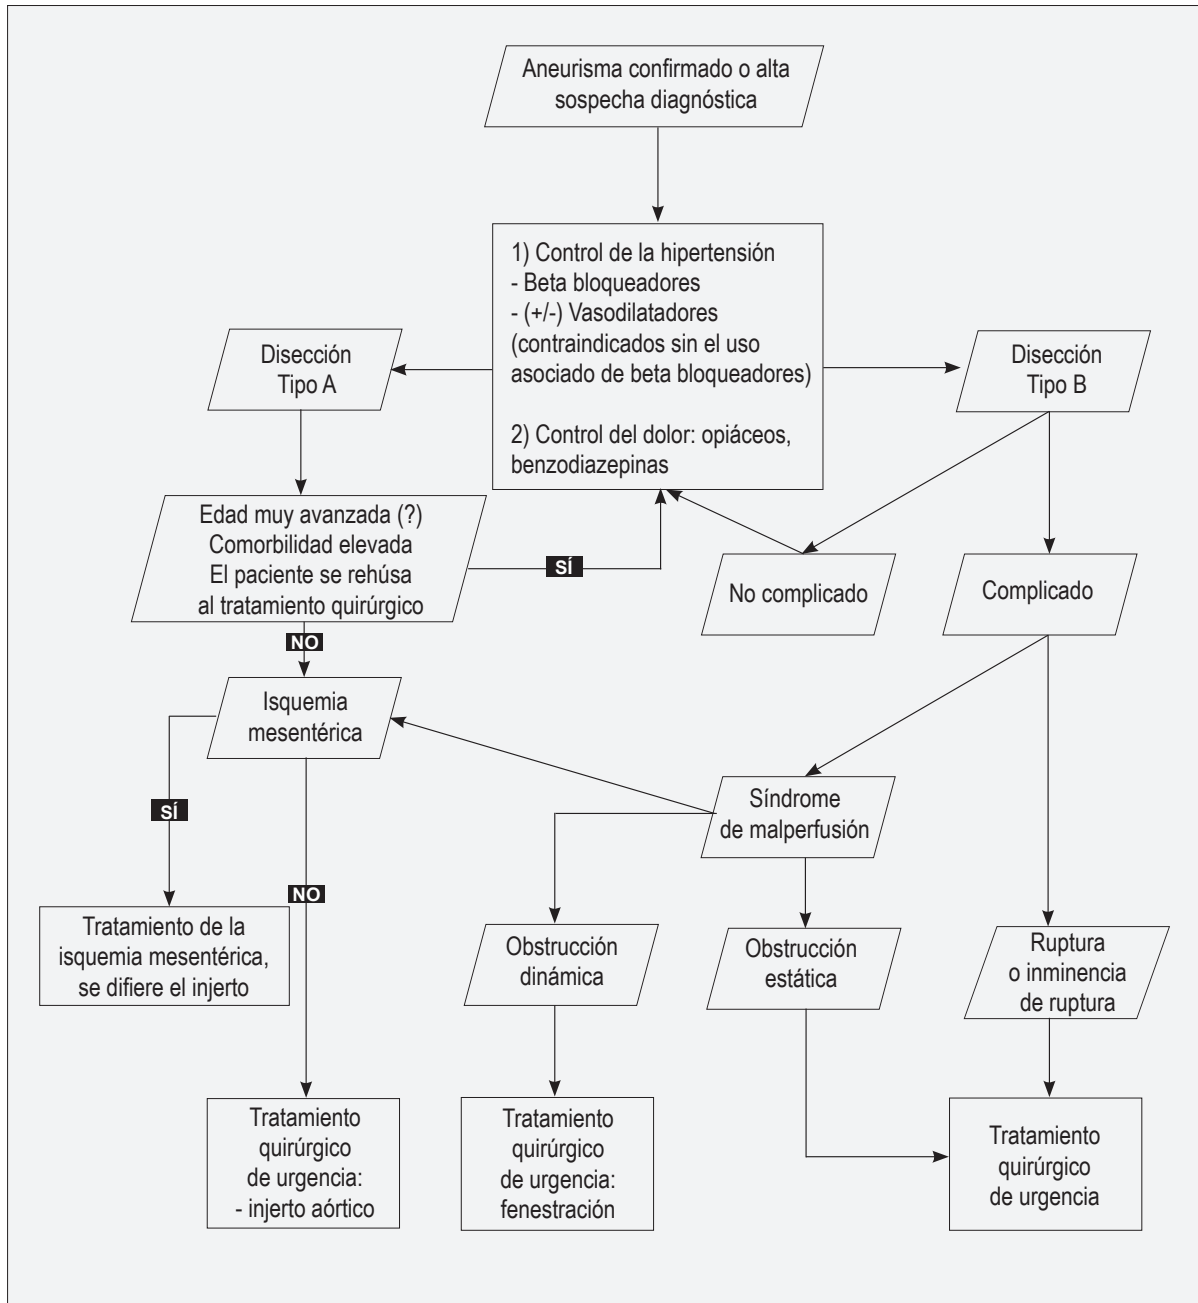 Aneurisma confirmado o alta
sospecha diagnóstica
1) Control de la hipertensión
- Beta bloqueadores
- (+/-) Vasodilatadores
(contraindicados sin el uso
asociado de beta bloqueadores)
2) Control del dolor: opiáceos,
benzodiazepinas
Disección
Tipo A
Disección
Tipo B
Edad muy avanzada (?)
Comorbilidad elevada
El paciente se rehúsa
al tratamiento quirúrgico
SÍ
No complicado
Complicado
NO
Isquemia
mesentérica
SÍ
NO
Síndrome
de malperfusión
Tratamiento de la
isquemia mesentérica,
se difiere el injerto
Obstrucción
dinámica
Obstrucción
estática
Ruptura
o inminencia
de ruptura
Tratamiento
quirúrgico
de urgencia:
- injerto aórtico
Tratamiento
quirúrgico
de urgencia:
fenestración
Tratamiento
quirúrgico
de urgencia